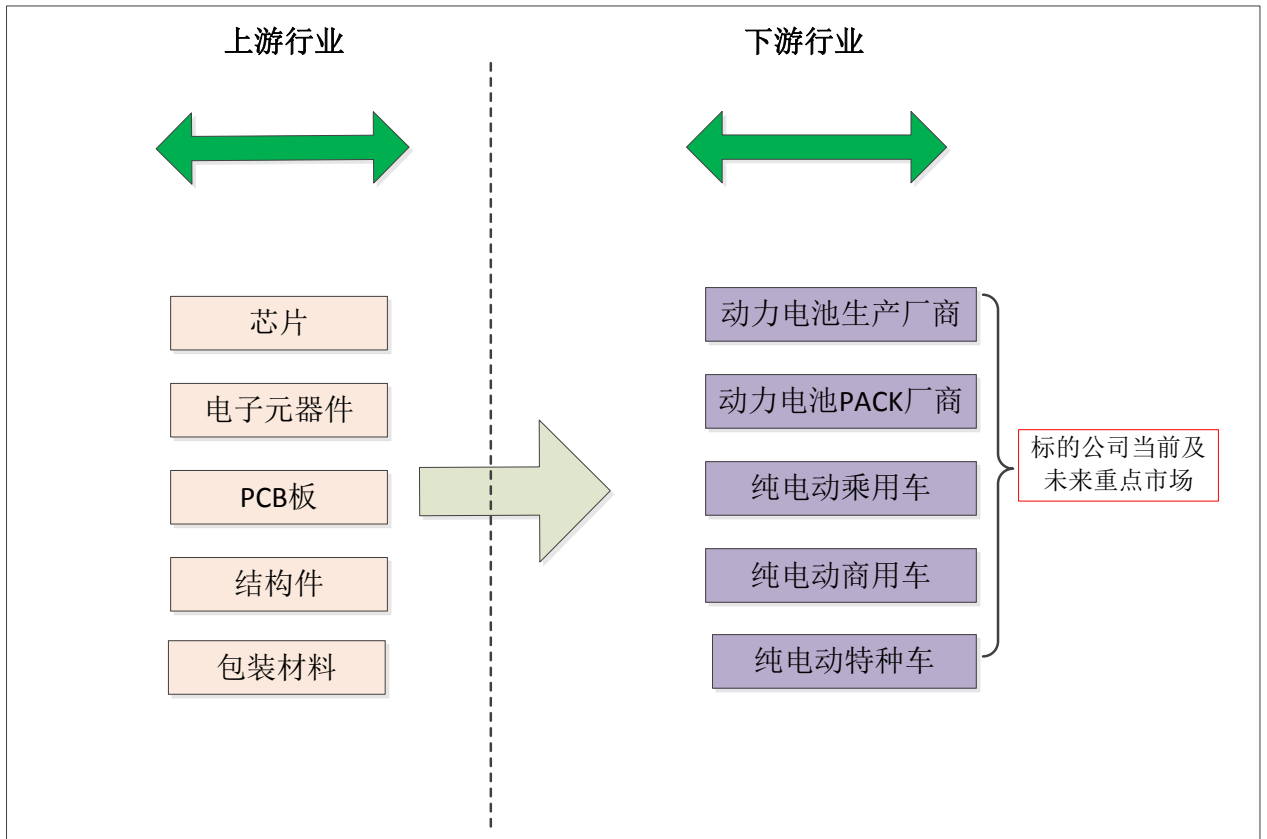 上游行业
下游行业
芯片
电子元器件
PCB板
结构件
包装材料
动力电池生产厂商
动力电池PACK厂商
纯电动乘用车
纯电动商用车
纯电动特种车
标的公司当前及
未来重点市场